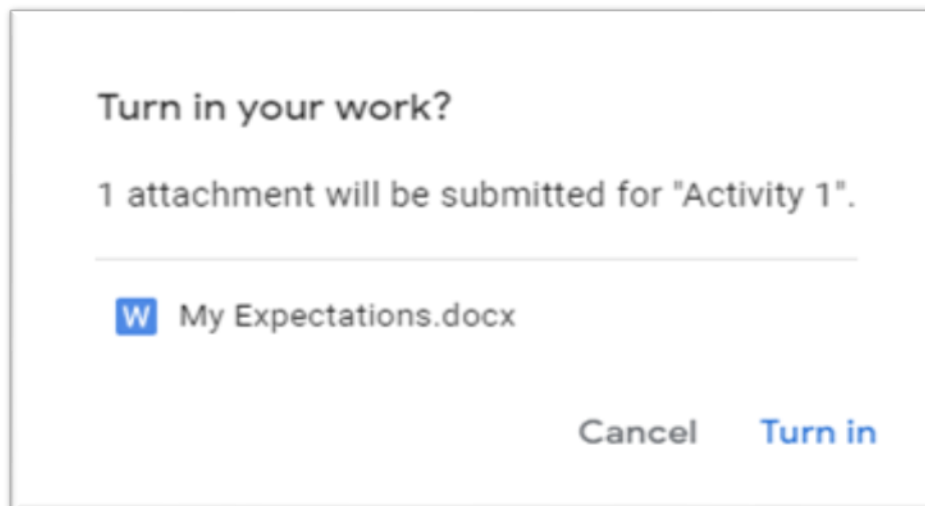 Turn in your work?
1 attachment will be submitted for "Activity 1".
W My Expectations.docx
Cancel Turn in